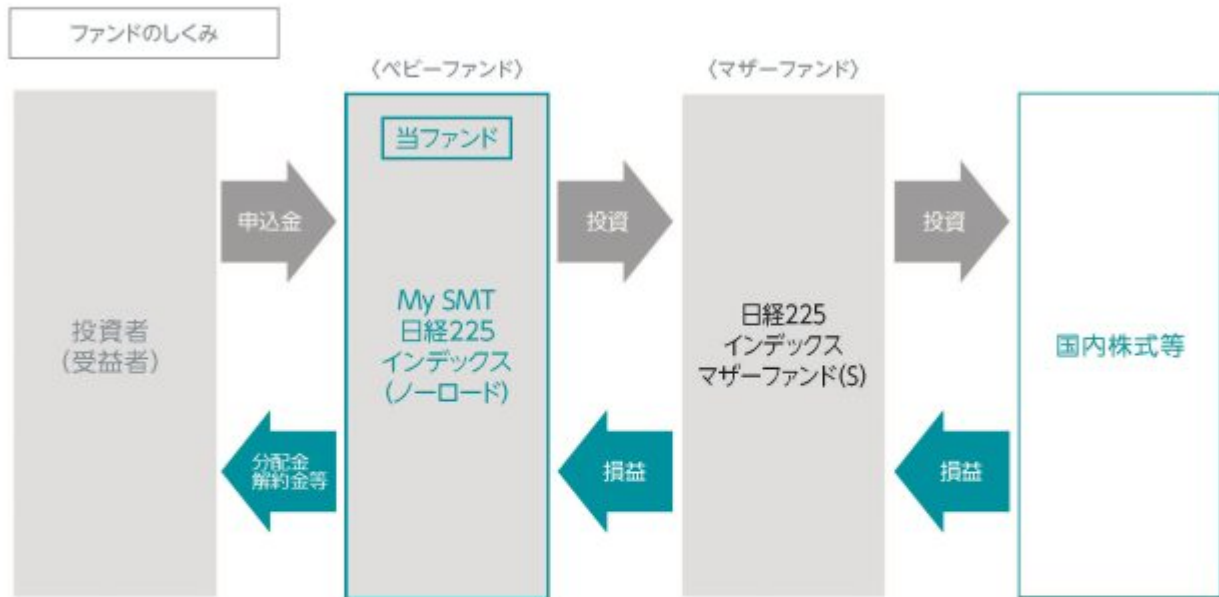 ファンドのしくみ
〈ベビーファンド〉
〈マザーファンド〉
当ファンド
申込金
投資
投資
投資者
(受益者)
My SMT
日経225
インデックス
(ノーロード)
日経225
インデックス
マザーファンド(S)
国内株式等
分配金
解約金等
損益
損益